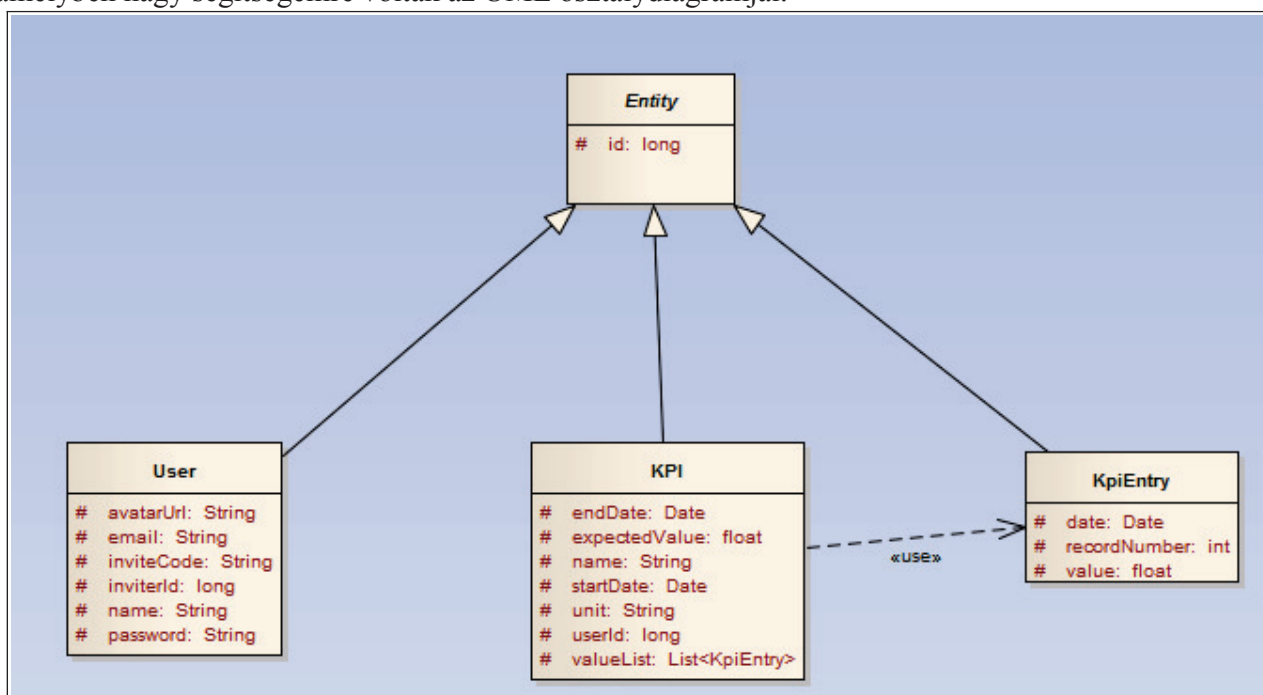 amelyben nagy segítségemre voltak az UML osztálydiagramjai.
Entity
# id: long
User
# avatarUrl: String
# email: String
# inviteCode: String
# inviterId: long
# name: String
# password: String
KPI
# endDate: Date
# expectedValue: float
# name: String
# startDate: Date
# unit: String
# userId: long
# valueList: List<KpiEntry>
«use»
KpiEntry
# date: Date
# recordNumber: int
# value: float